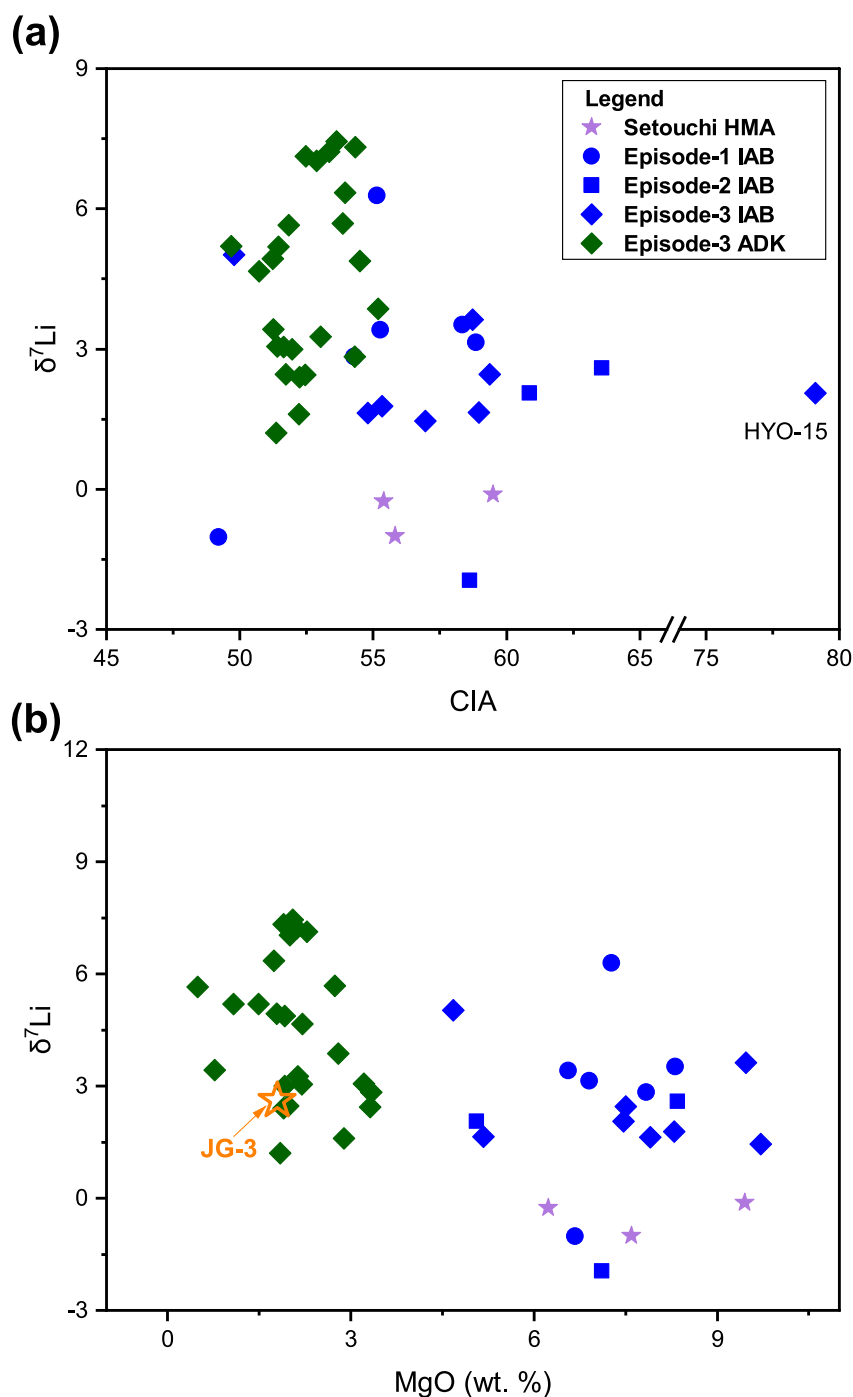 (a)
9
6
3
0
-3
δ⁷Li
Legend
Setouchi HMA
Episode-1 IAB
Episode-2 IAB
Episode-3 IAB
Episode-3 ADK
HYO-15
45 50 55 60 65 75 80
CIA
(b)
12
9
6
3
0
-3
δ⁷Li
JG-3
0 3 6 9
MgO (wt. %)